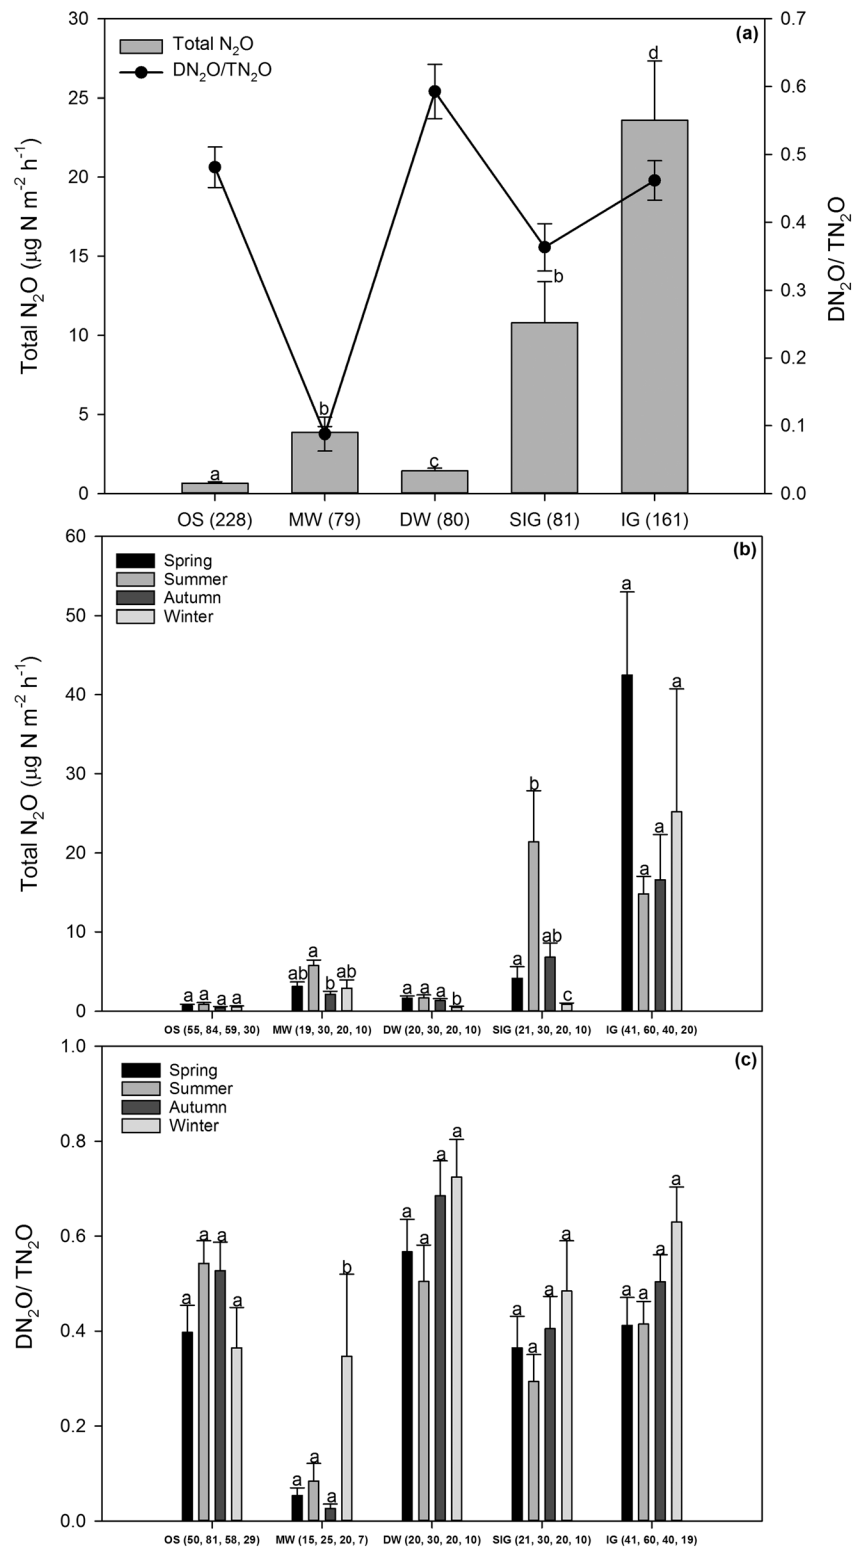 (a)
Total N₂O
DN₂O/TN₂O
Total N₂O (µg N m⁻² h⁻¹)
30
25
20
15
10
5
0
DN₂O/ TN₂O
0.7
0.6
0.5
0.4
0.3
0.2
0.1
0.0
a
b
c
b
d
OS (228) MW (79) DW (80) SIG (81) IG (161)
(b)
Spring
Summer
Autumn
Winter
Total N₂O (µg N m⁻² h⁻¹)
60
50
40
30
20
10
0
a a a a
ab a b ab
a a a b
a b ab c
a a a a
OS (55, 84, 59, 30) MW (19, 30, 20, 10) DW (20, 30, 20, 10) SIG (21, 30, 20, 10) IG (41, 60, 40, 20)
(c)
Spring
Summer
Autumn
Winter
DN₂O/ TN₂O
1.0
0.8
0.6
0.4
0.2
0.0
a a a a
a a a b
a a a a
a a a a
a a a a
OS (50, 81, 58, 29) MW (15, 25, 20, 7) DW (20, 30, 20, 10) SIG (21, 30, 20, 10) IG (41, 60, 40, 19)